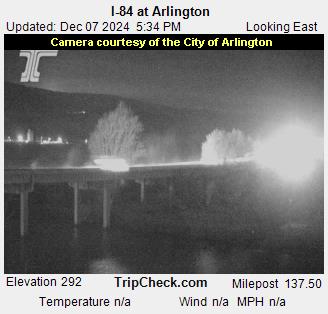 I-84 at Arlington
Updated: Dec 07 2024 5:34 PM Looking East
Camera courtesy of the City of Arlington
Elevation 292 TripCheck.com Milepost 137.50
Temperature n/a Wind n/a MPH n/a